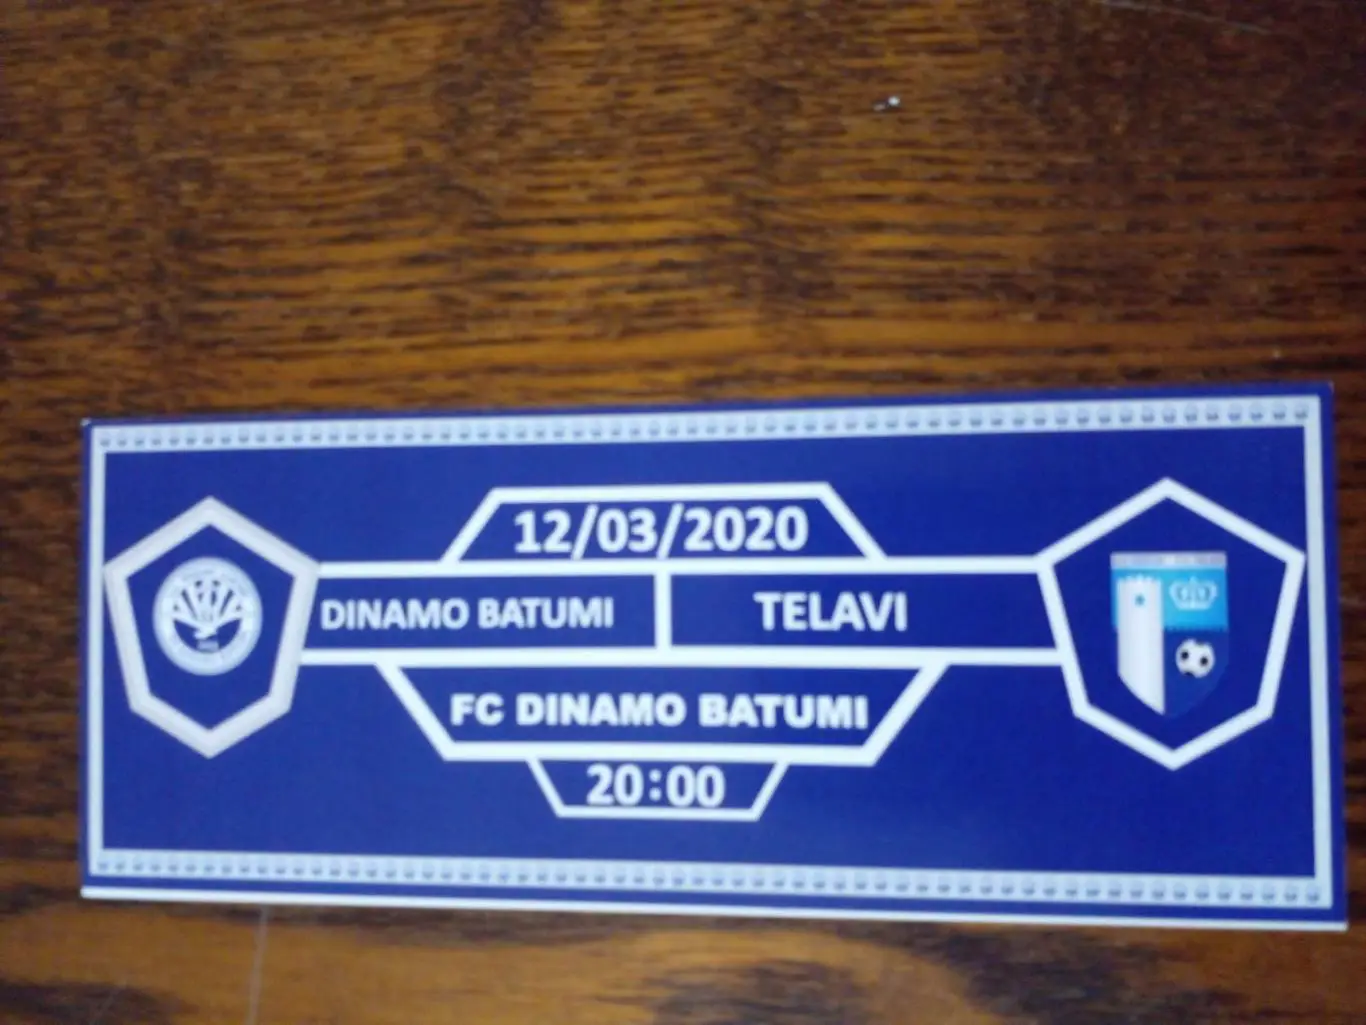 12/03/2020
DINAMO BATUMI
TELAVI
FC DINAMO BATUMI
20:00